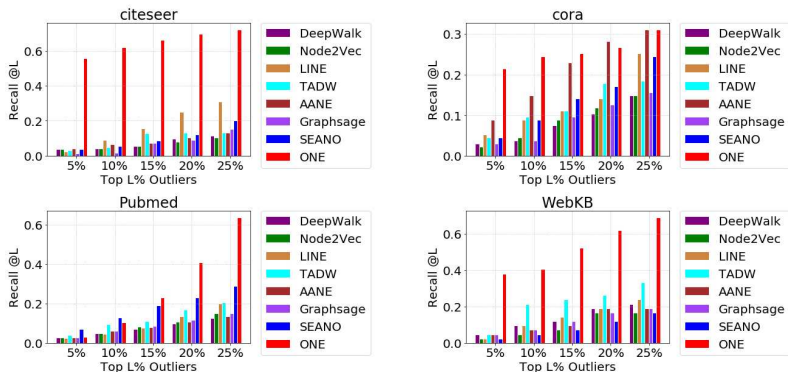 citeseer
Recall @L
0.6
0.4
0.2
0.0
5% 10% 15% 20% 25%
Top L% Outliers
DeepWalk
Node2Vec
LINE
TADW
AANE
Graphsage
SEANO
ONE
cora
Recall @L
0.3
0.2
0.1
0.0
5% 10% 15% 20% 25%
Top L% Outliers
DeepWalk
Node2Vec
LINE
TADW
AANE
Graphsage
SEANO
ONE
Pubmed
Recall @L
0.6
0.4
0.2
0.0
5% 10% 15% 20% 25%
Top L% Outliers
DeepWalk
Node2Vec
LINE
TADW
AANE
Graphsage
SEANO
ONE
WebKB
Recall @L
0.6
0.4
0.2
0.0
5% 10% 15% 20% 25%
Top L% Outliers
DeepWalk
Node2Vec
LINE
TADW
AANE
Graphsage
SEANO
ONE